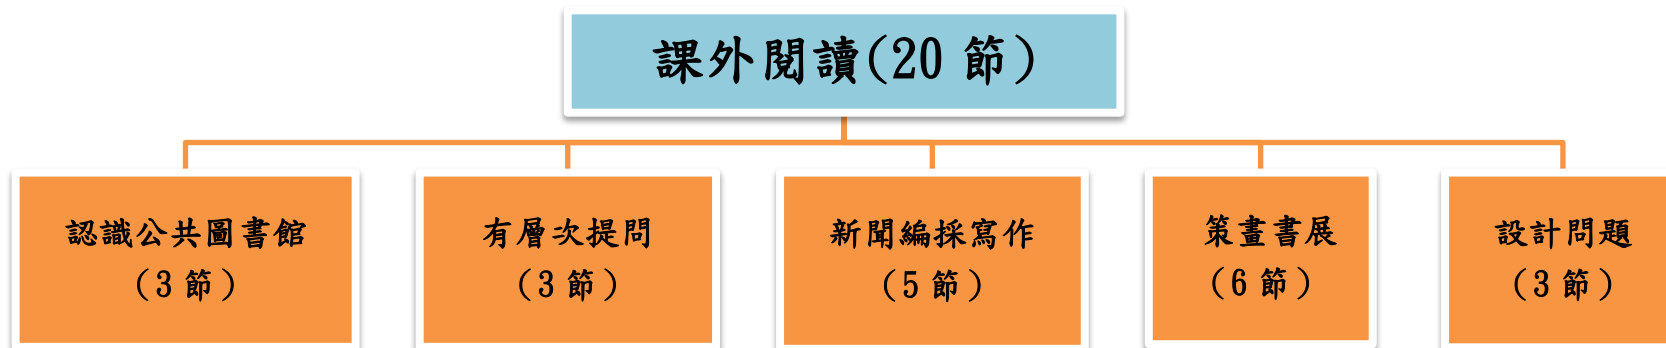 課外閱讀(20 節)
認識公共圖書館
(3 節)
有層次提問
(3 節)
新聞編採寫作
(5 節)
策畫書展
(6 節)
設計問題
(3 節)